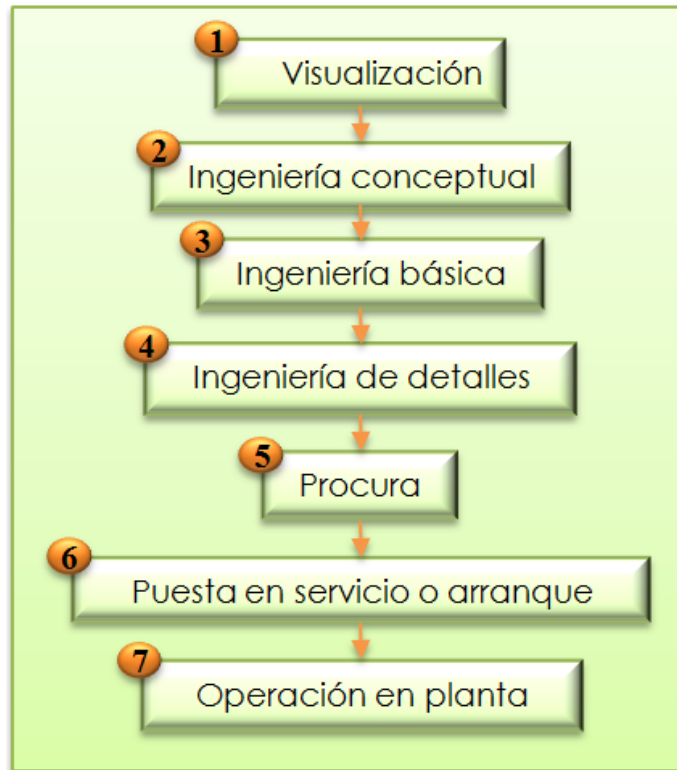 1
Visualización
2
Ingeniería conceptual
3
Ingeniería básica
4
Ingeniería de detalles
5
Procura
6
Puesta en servicio o arranque
7
Operación en planta